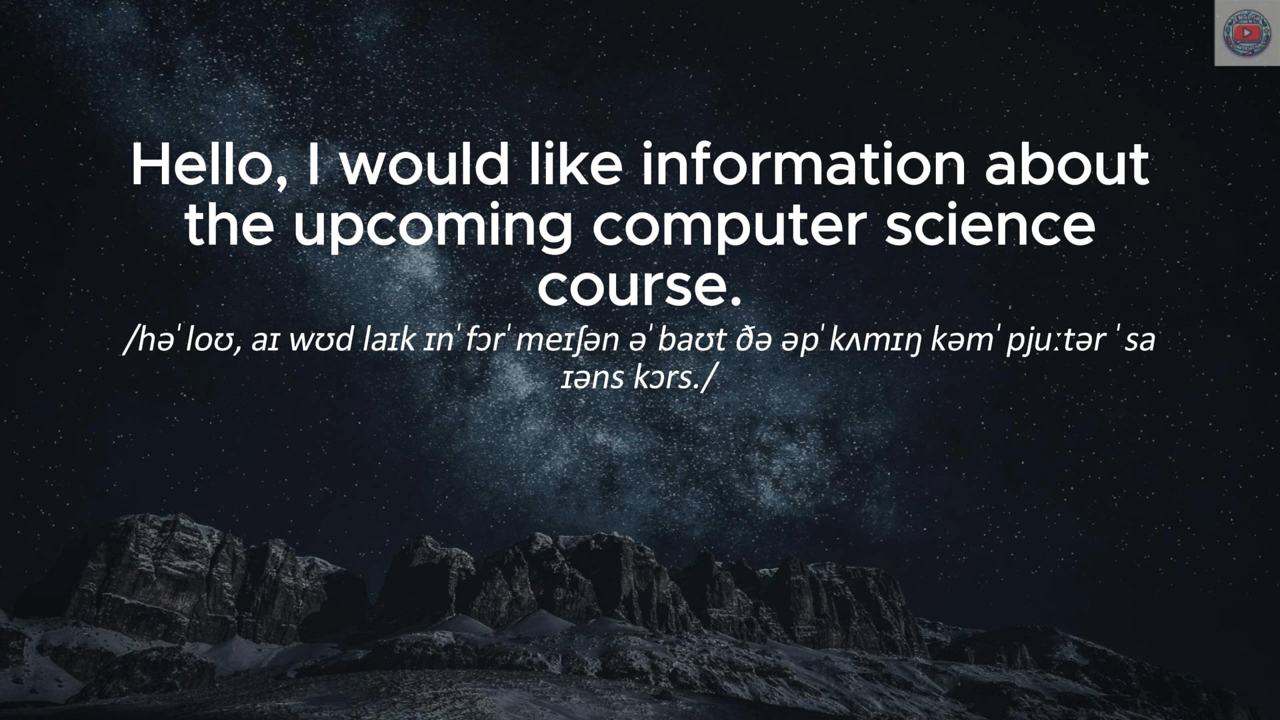 Hello, I would like information about
the upcoming computer science
course.
/həˈloʊ, aɪ wʊd laɪk ɪnˈfɔrˈmeɪʃən əˈbaʊt ðə əpˈkʌmɪŋ kəmˈpjuːtər ˈsa
ɪəns kɔrs./